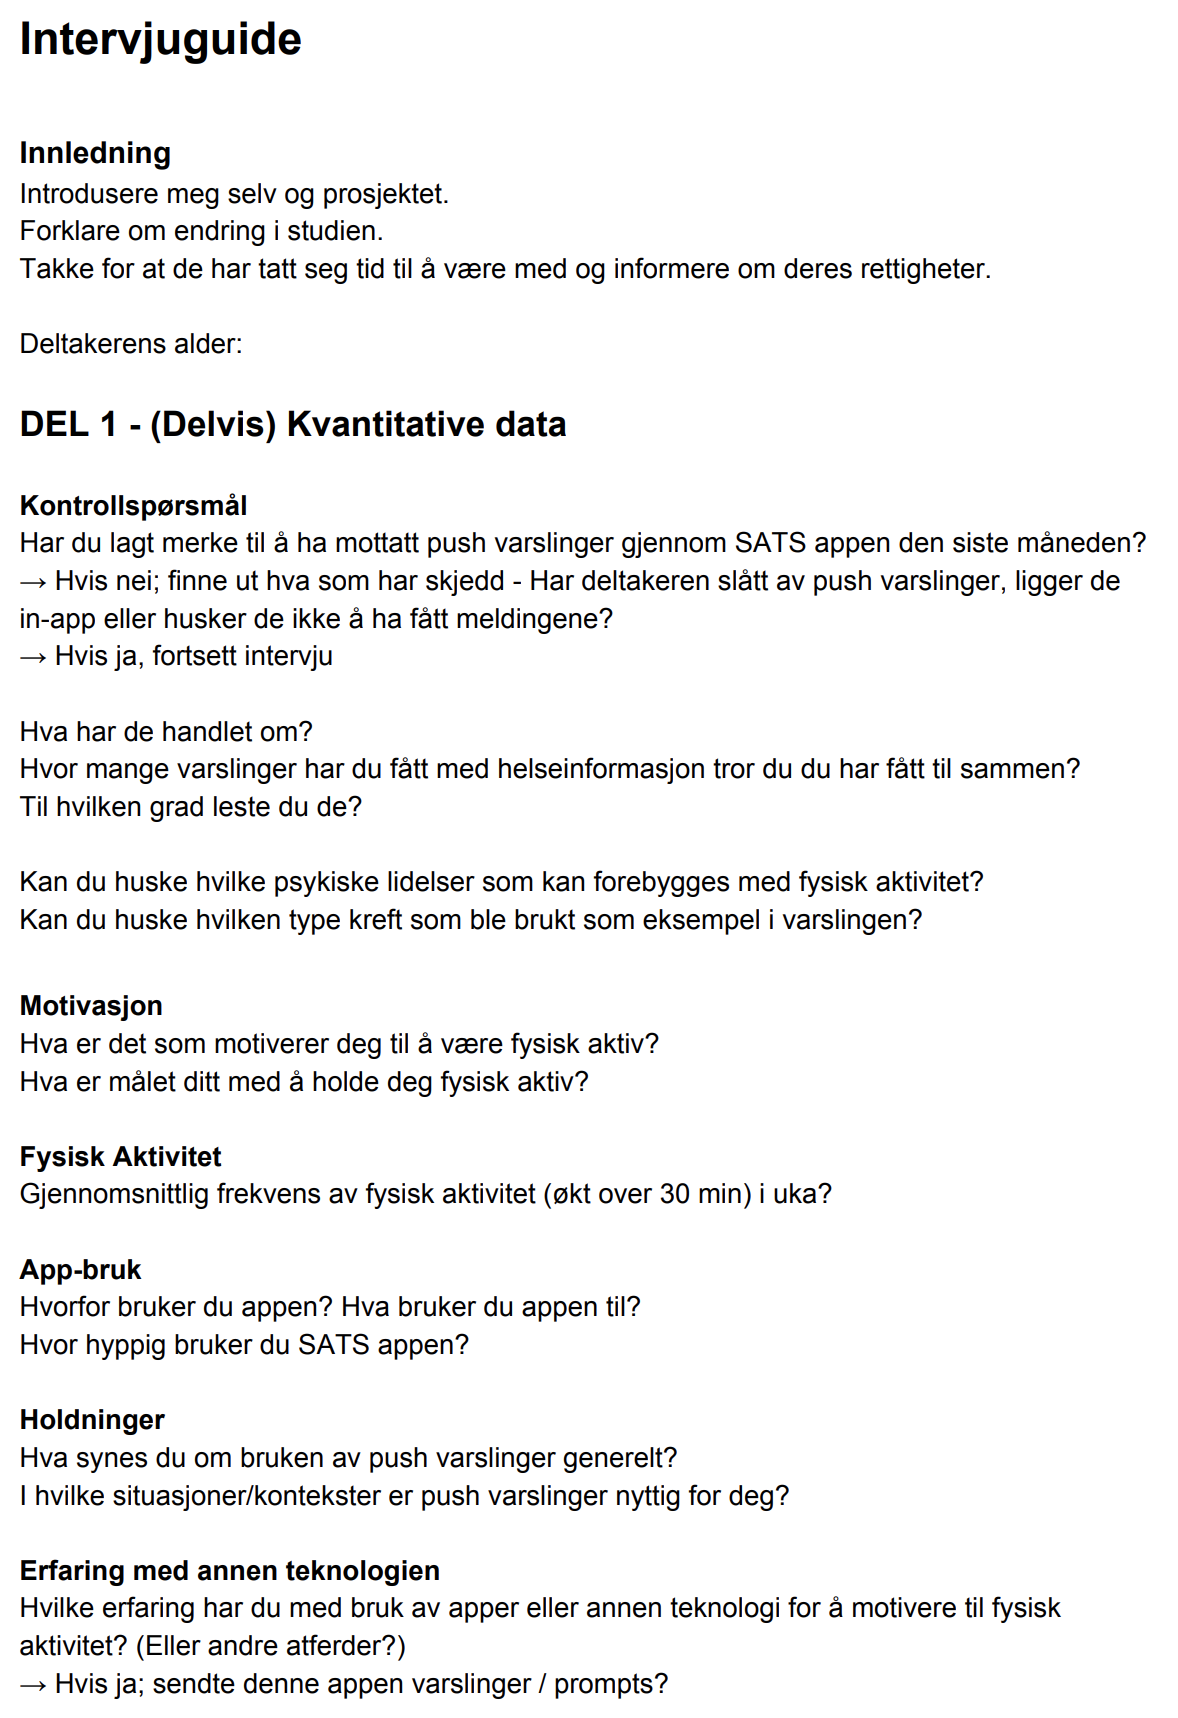 Intervjuguide
Innledning
Introdusere meg selv og prosjektet.
Forklare om endring i studien.
Takke for at de har tatt seg tid til å være med og informere om deres rettigheter.
Deltakerens alder:
DEL 1 - (Delvis) Kvantitative data
Kontrollspørsmål
Har du lagt merke til å ha mottatt push varslinger gjennom SATS appen den siste måneden?
→ Hvis nei; finne ut hva som har skjedd - Har deltakeren slått av push varslinger, ligger de
in-app eller husker de ikke å ha fått meldingene?
→ Hvis ja, fortsett intervju
Hva har de handlet om?
Hvor mange varslinger har du fått med helseinformasjon tror du du har fått til sammen?
Til hvilken grad leste du de?
Kan du huske hvilke psykiske lidelser som kan forebygges med fysisk aktivitet?
Kan du huske hvilken type kreft som ble brukt som eksempel i varslingen?
Motivasjon
Hva er det som motiverer deg til å være fysisk aktiv?
Hva er målet ditt med å holde deg fysisk aktiv?
Fysisk Aktivitet
Gjennomsnittlig frekvens av fysisk aktivitet (økt over 30 min) i uka?
App-bruk
Hvorfor bruker du appen? Hva bruker du appen til?
Hvor hyppig bruker du SATS appen?
Holdninger
Hva synes du om bruken av push varslinger generelt?
I hvilke situasjoner/kontekster er push varslinger nyttig for deg?
Erfaring med annen teknologien
Hvilke erfaring har du med bruk av apper eller annen teknologi for å motivere til fysisk
aktivitet? (Eller andre atferder?)
→ Hvis ja; sendte denne appen varslinger / prompts?